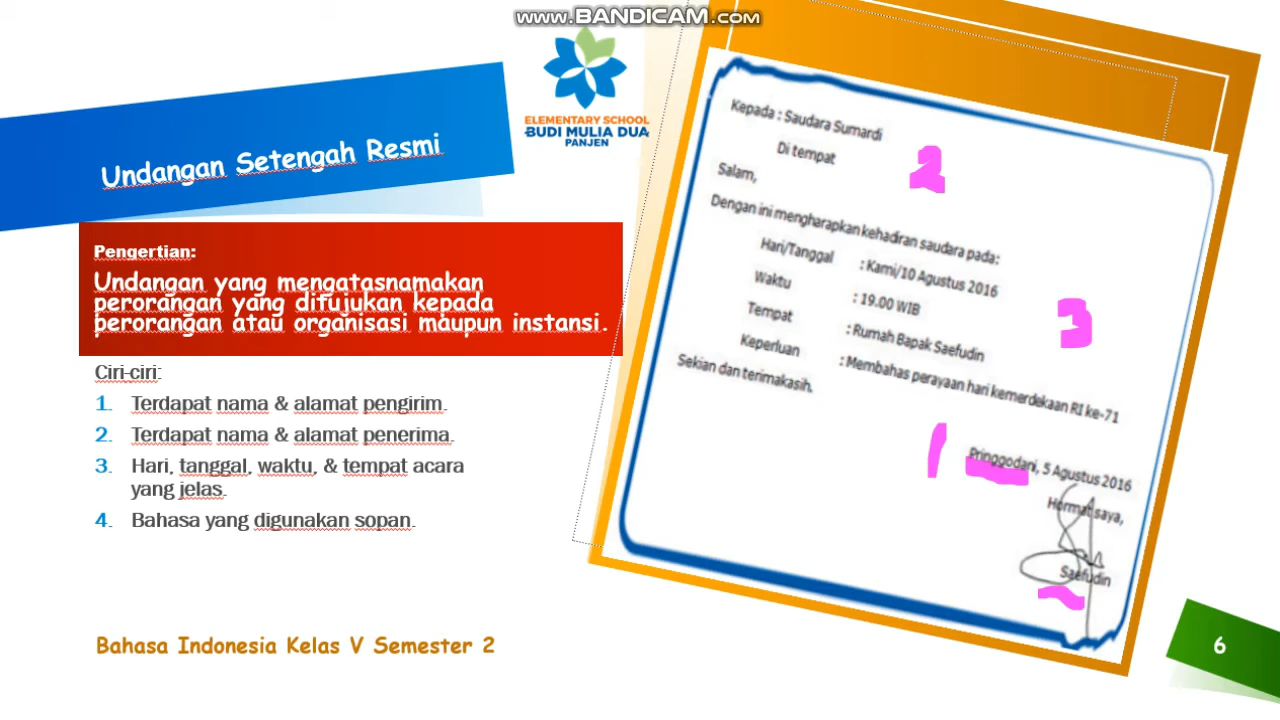 www.BANDICAM.com
ELEMENTARY SCHOOL
BUDI MULIA DUA
PANJEN
Undangan Setengah Resmi
Pengertian:
Undangan yang mengatasnamakan
perorangan yang ditujukan kepada
perorangan atau organisasi maupun instansi.
Ciri-ciri:
1. Terdapat nama & alamat pengirim.
2. Terdapat nama & alamat penerima.
3. Hari, tanggal, waktu, & tempat acara
yang jelas.
4. Bahasa yang digunakan sopan.
Bahasa Indonesia Kelas V Semester 2
Kepada : Saudara Sumardi
Di tempat
2
Salam,
Dengan ini mengharapkan kehadiran saudara pada:
Hari/Tanggal : Kami/10 Agustus 2016
Waktu : 19.00 WIB
3
Tempat : Rumah Bapak Saefudin
Keperluan : Membahas perayaan hari kemerdekaan RI ke-71
Sekian dan terimakasih.
1
Pringgodani, 5 Agustus 2016
Hormat saya,
Saefudin
6